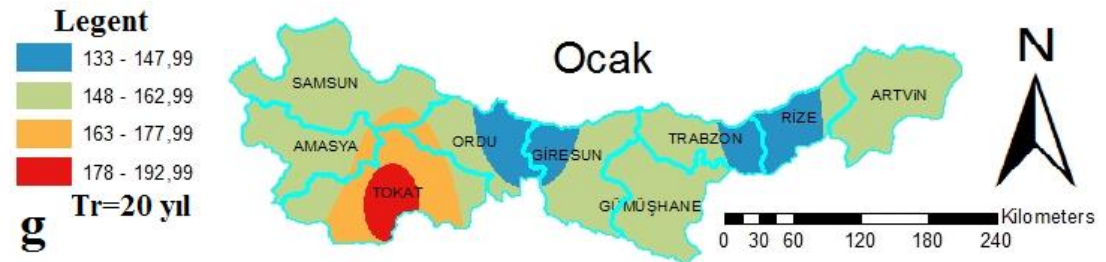 Legent
133 - 147,99
148 - 162,99
163 - 177,99
178 - 192,99
Tr=20 yıl
g
Ocak
SAMSUN
AMASYA
TOKAT
ORDU
GİRESUN
GÜMÜŞHANE
TRABZON
RİZE
ARTVİN
N
Kilometers
0 30 60 120 180 240